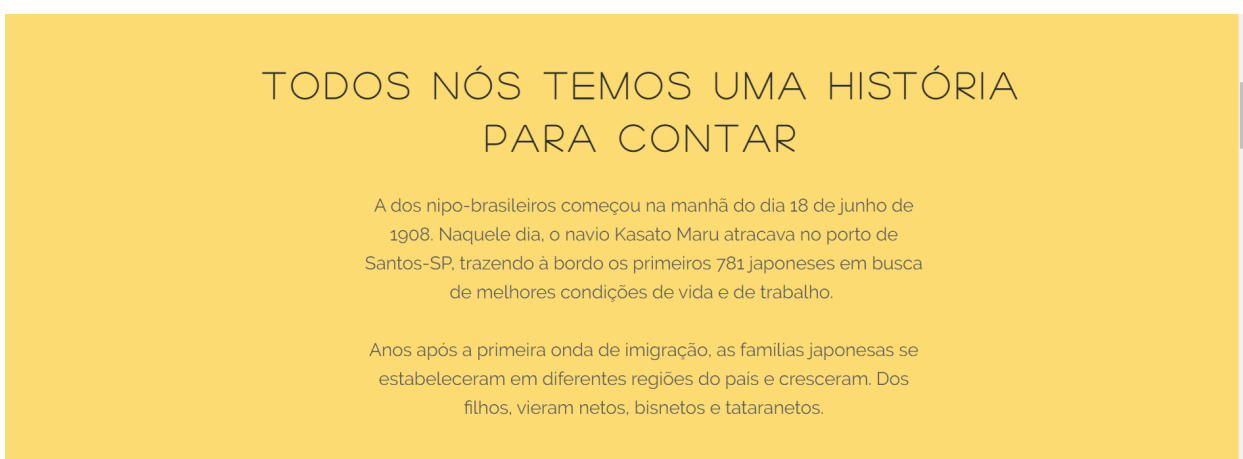 TODOS NÓS TEMOS UMA HISTÓRIA
PARA CONTAR
A dos nipo-brasileiros começou na manhã do dia 18 de junho de
1908. Naquele dia, o navio Kasato Maru atracava no porto de
Santos-SP, trazendo à bordo os primeiros 781 japoneses em busca
de melhores condições de vida e de trabalho.
Anos após a primeira onda de imigração, as famílias japonesas se
estabeleceram em diferentes regiões do país e cresceram. Dos
filhos, vieram netos, bisnetos e tataranetos.